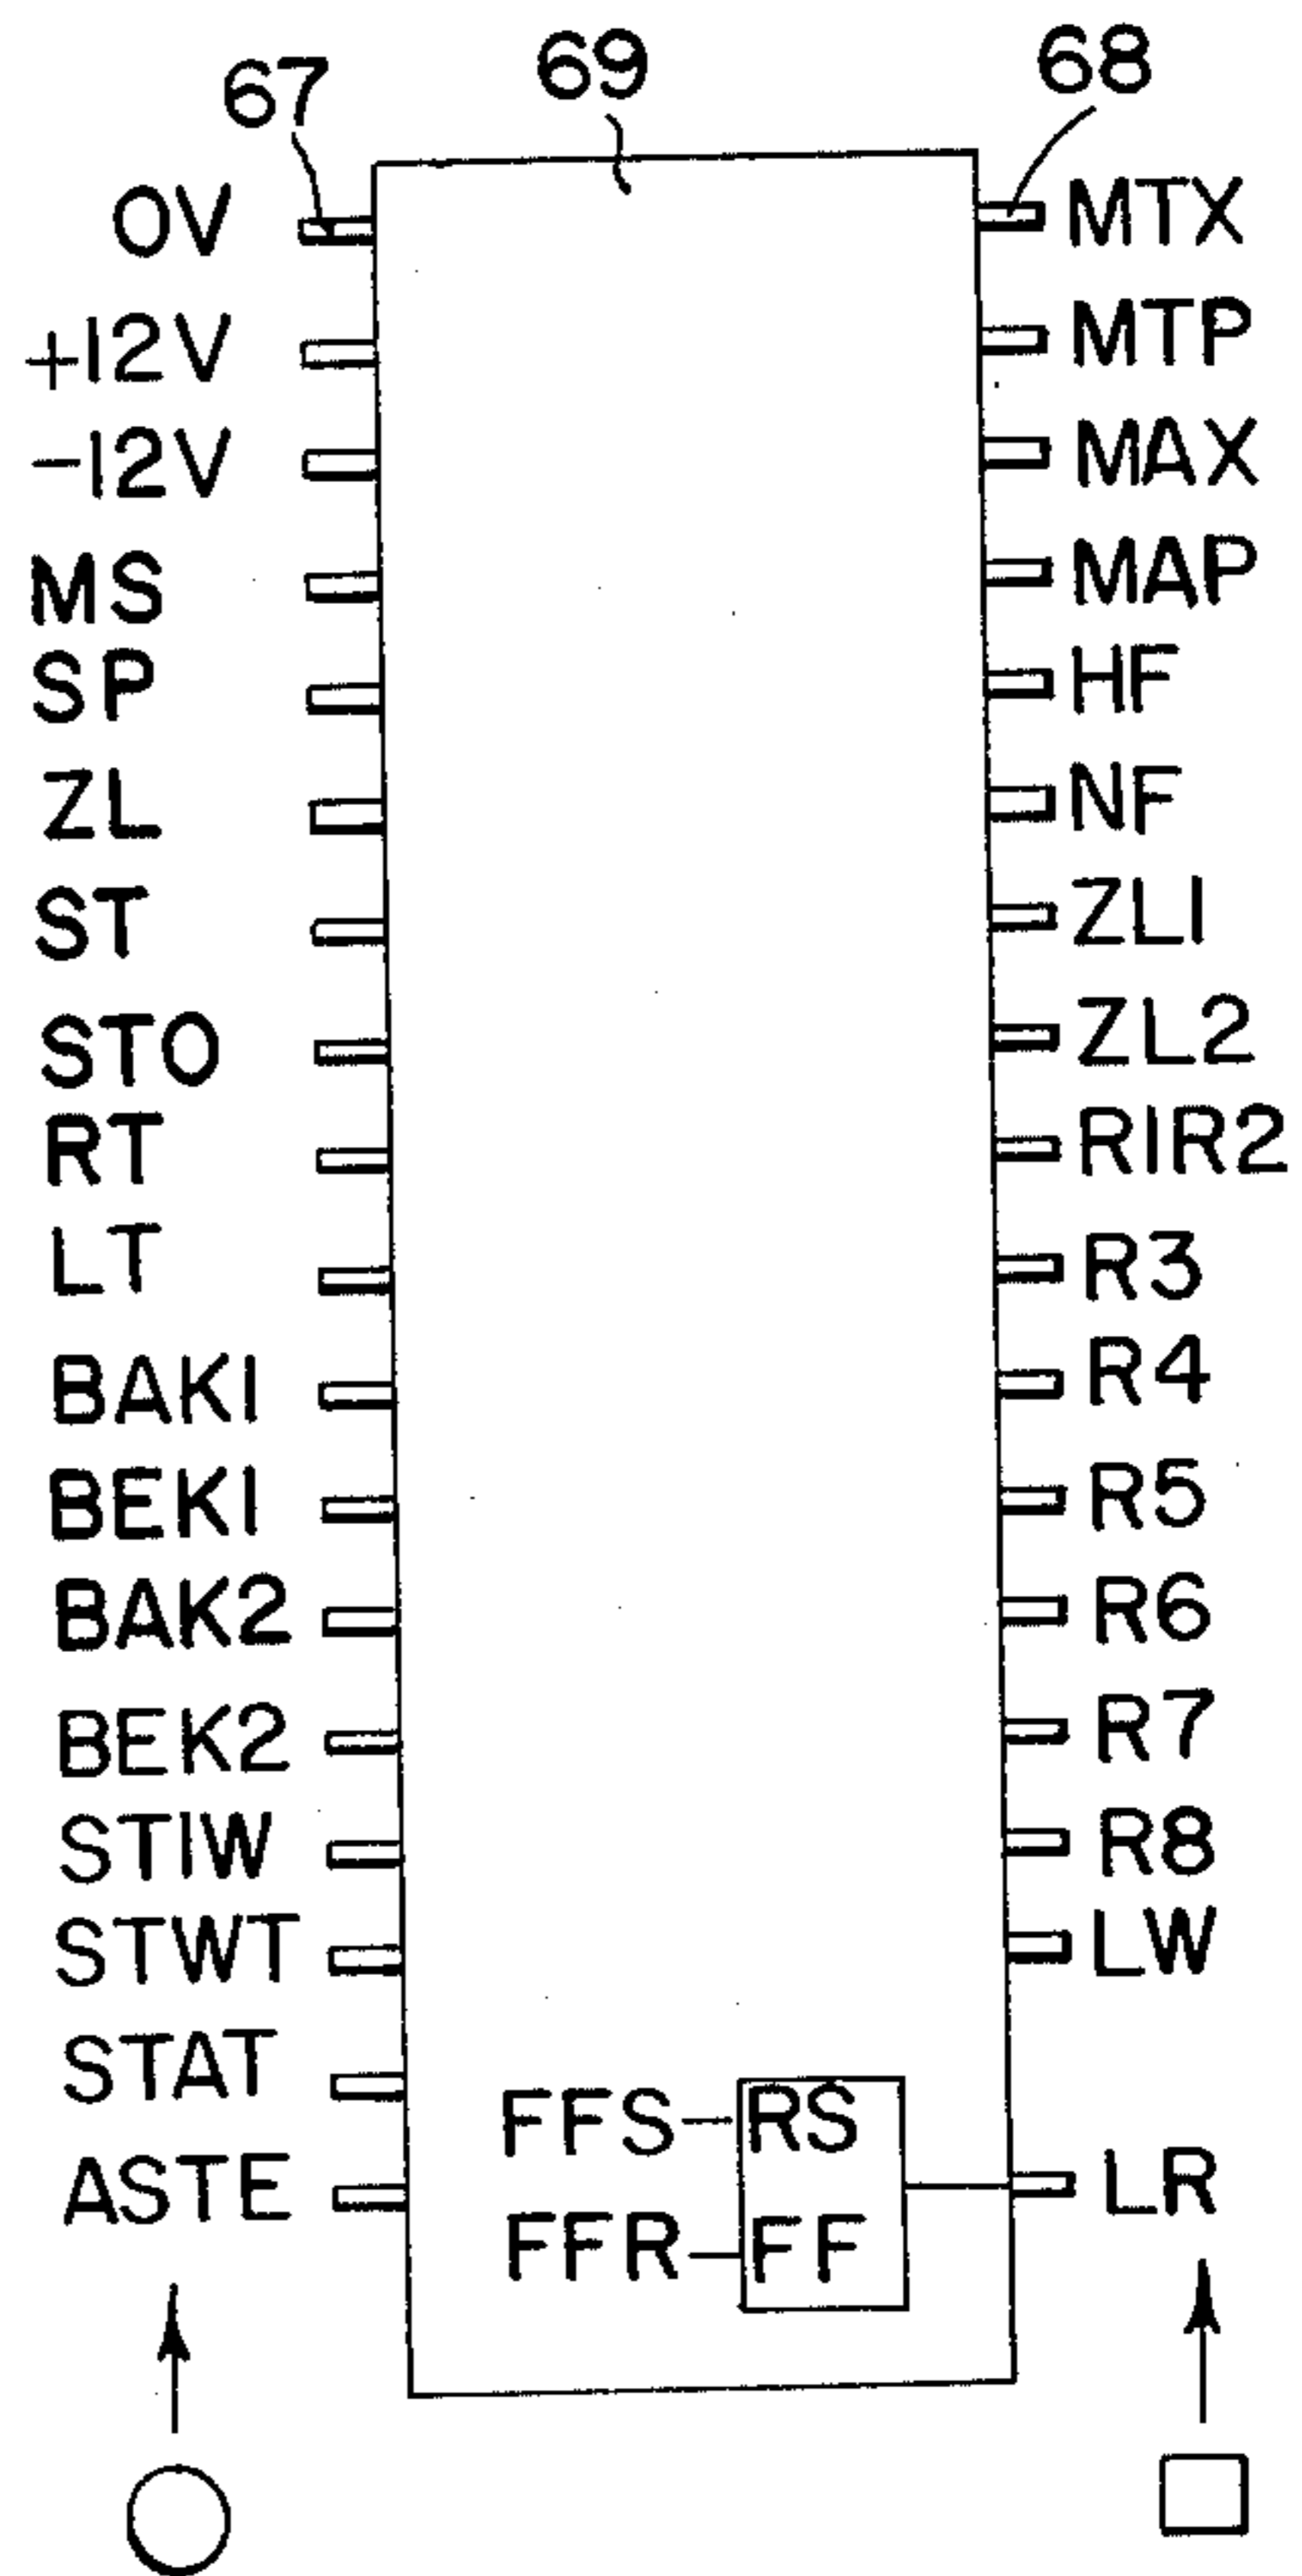 67 69 68
OV MTX
+12V MTP
-12V MAX
MS MAP
SP HF
ZL NF
ST ZL1
STO ZL2
RT R1R2
LT R3
BAK1 R4
BEK1 R5
BAK2 R6
BEK2 R7
ST1W R8
STWT LW
STAT FFS RS
ASTE LR
FFR FF